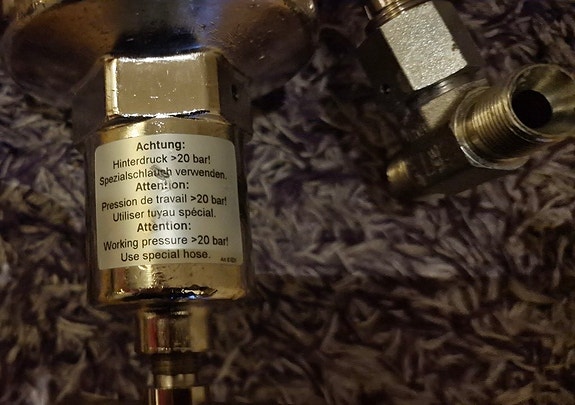 Achtung:
Hinterdruck >20 bar!
Spezialschlauch verwenden.
Attention:
Pression de travail >20 bar!
Utiliser tuyau spécial.
Attention:
Working pressure >20 bar!
Use special hose.